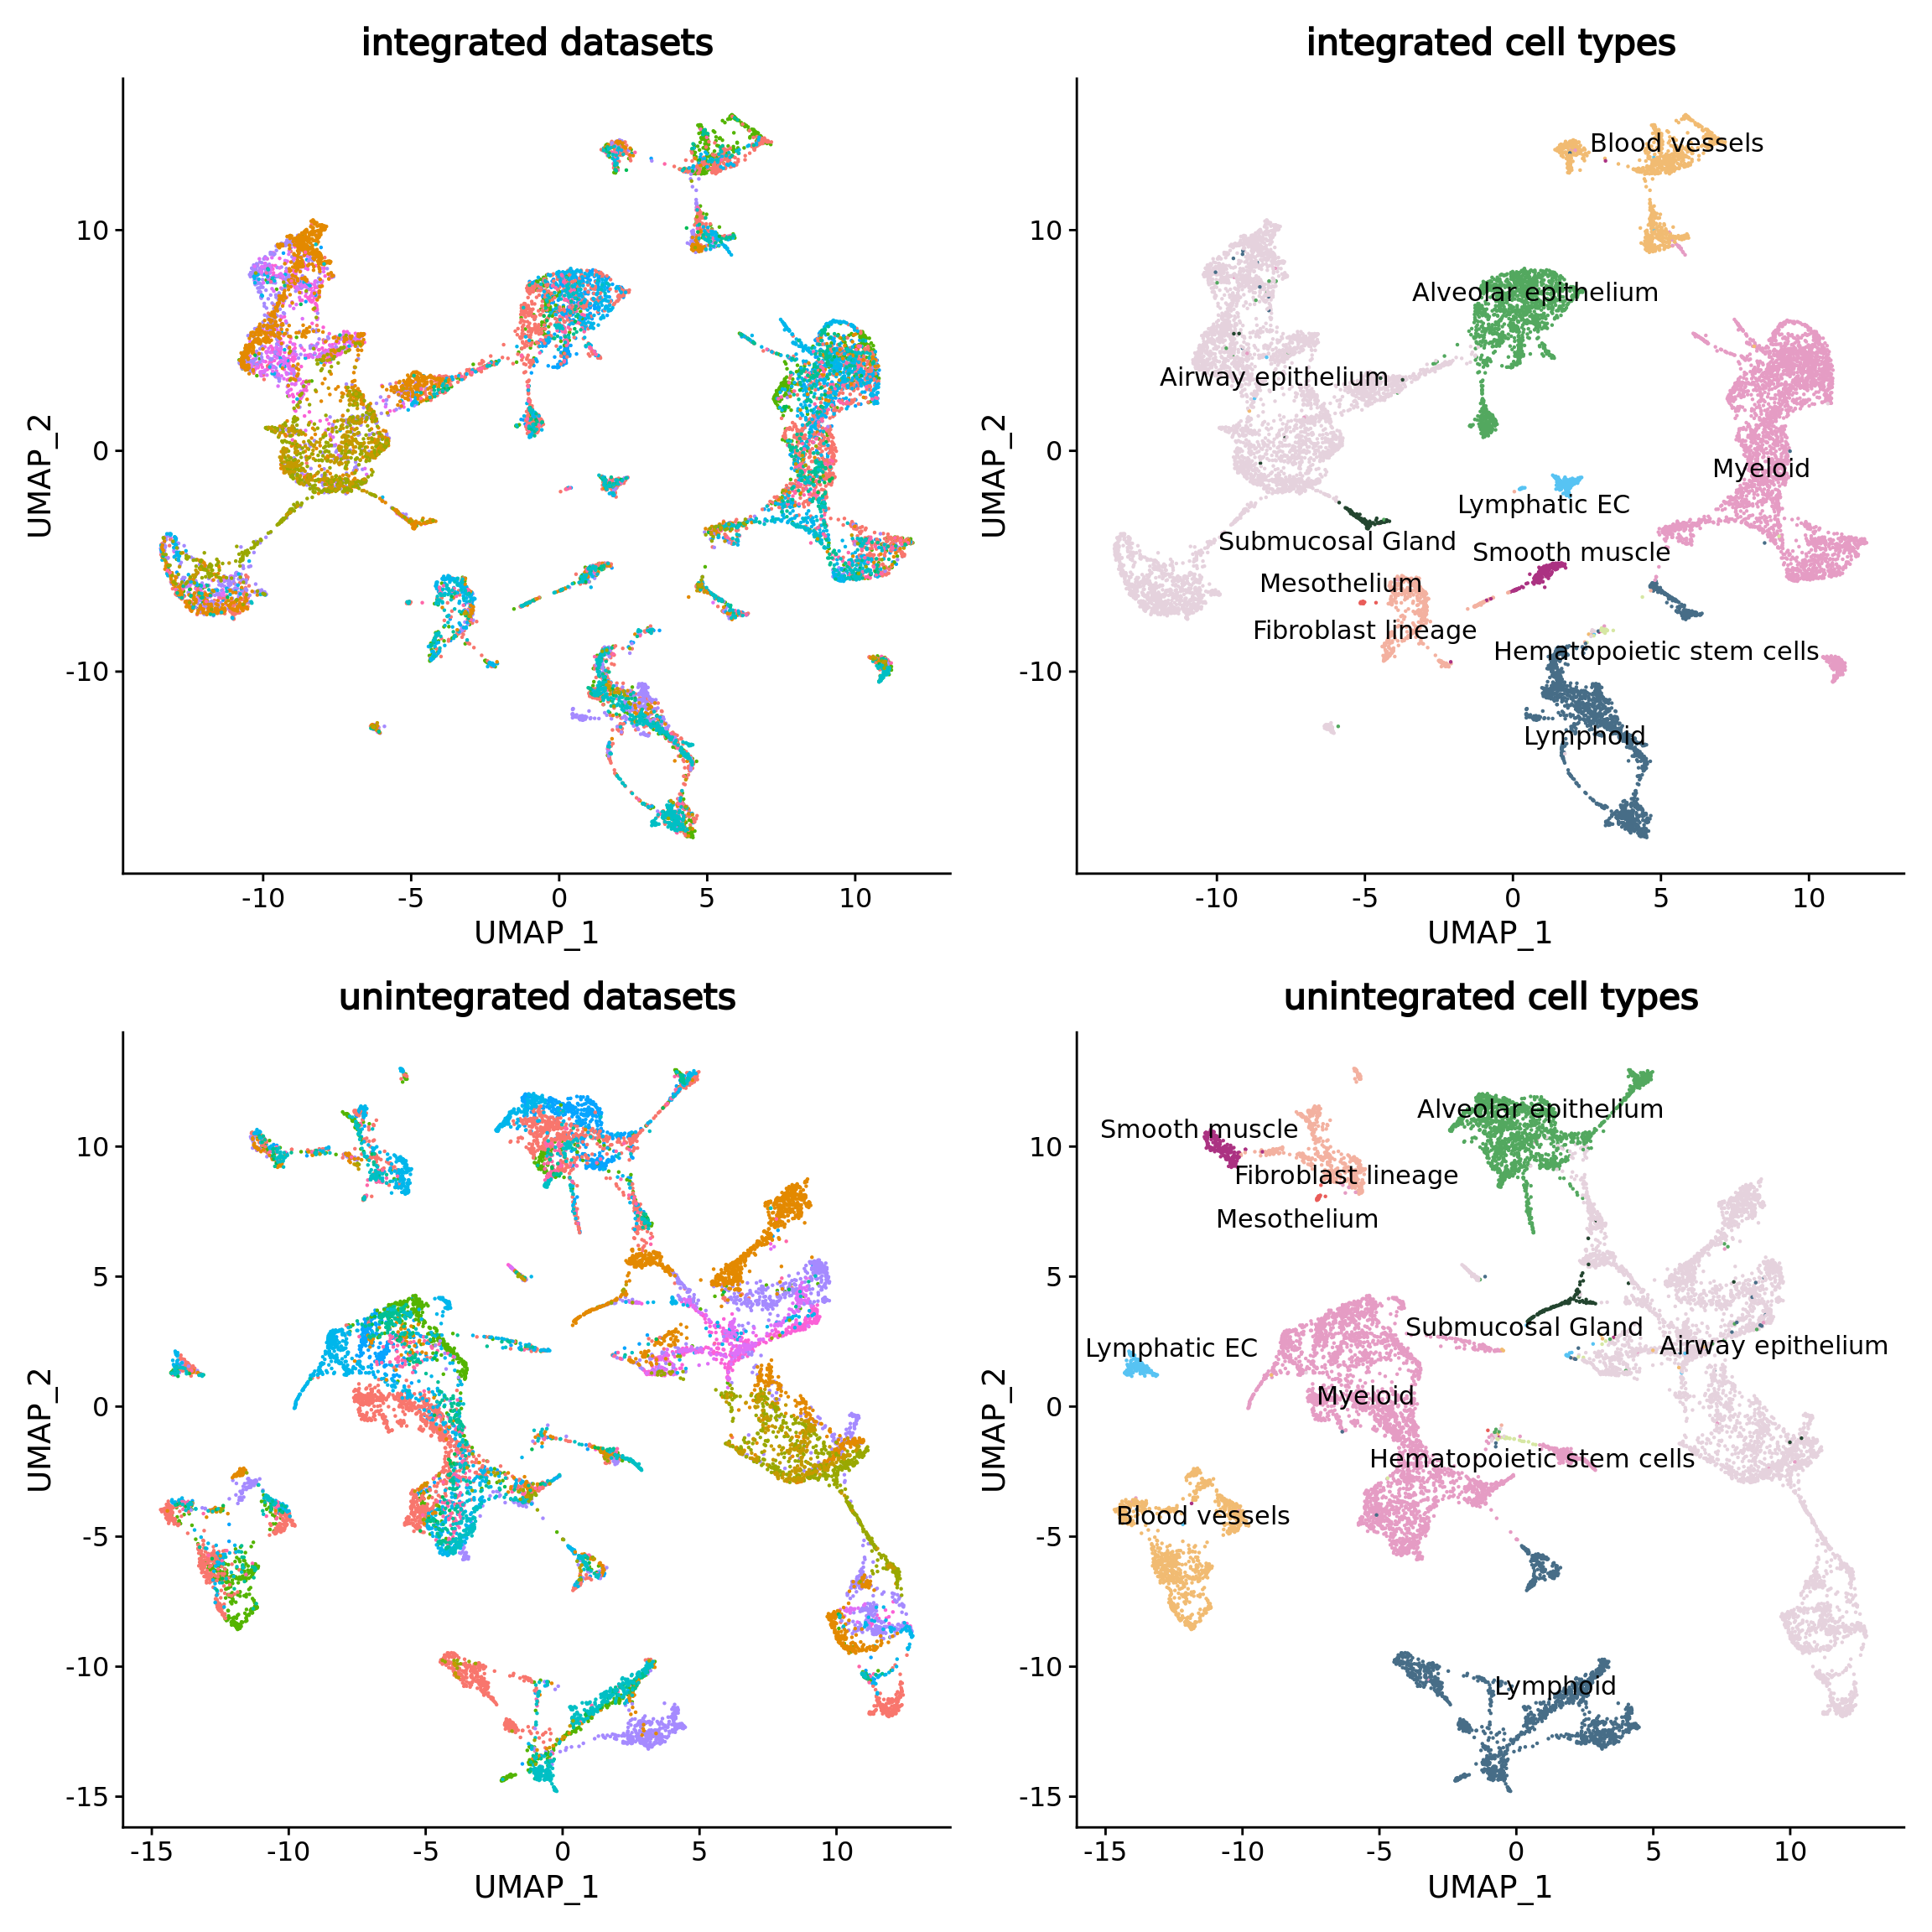 integrated datasets
10
0
-10
UMAP_2
-10 -5 0 5 10
UMAP_1
integrated cell types
10
0
-10
UMAP_2
Blood vessels
Alveolar epithelium
Airway epithelium
Myeloid
Lymphatic EC
Submucosal Gland
Smooth muscle
Mesothelium
Fibroblast lineage
Hematopoietic stem cells
Lymphoid
-10 -5 0 5 10
UMAP_1
unintegrated datasets
10
5
0
-5
-10
-15
UMAP_2
-15 -10 -5 0 5 10
UMAP_1
unintegrated cell types
10
5
0
-5
-10
-15
UMAP_2
Alveolar epithelium
Smooth muscle
Fibroblast lineage
Mesothelium
Submucosal Gland
Airway epithelium
Lymphatic EC
Myeloid
Hematopoietic stem cells
Blood vessels
Lymphoid
-15 -10 -5 0 5 10
UMAP_1